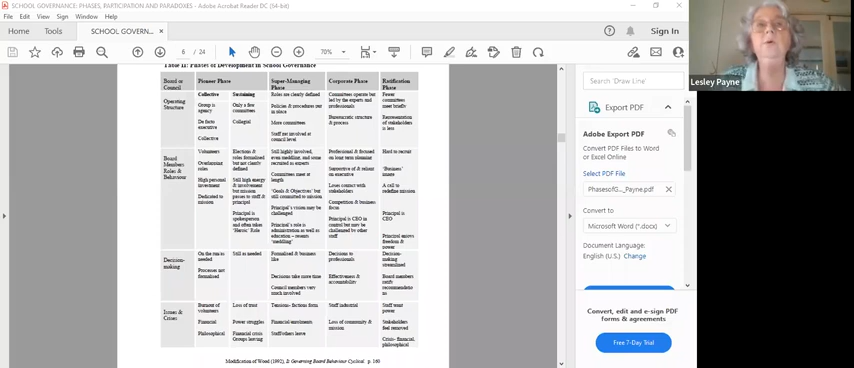 SCHOOL GOVERNANCE: PHASES, PARTICIPATION AND PARADOXES - Adobe Acrobat Reader DC (64-bit)
File Edit View Sign Window Help
Home Tools SCHOOL GOVERN... × Sign In
6 / 24 70%
Table II: Phases of Development in School Governance
Board or Council Pioneer Phase Super-Managing Phase Corporate Phase Ratification Phase
Operating Structure
Collective
Group is agency
De facto executive
Collective
Sustaining
Only a few committees
Collegial
Roles are clearly defined
Policies & procedures put in place
More committees
Staff not involved at council level
Committees operate but led by the experts and professionals
Bureaucratic structure & process
Fewer committees meet briefly
Representation of stakeholders is less
Board Members Roles & Behaviour
Volunteers
Overlapping roles
High personal investment
Dedicated to mission
Elections & roles formalised but not clearly defined
Still high energy & involvement but mission passes to staff & principal
Principal is spokesperson and often takes 'Heroic' Role
Still highly involved, even meddling, and some recruited as experts
Committees meet at length
'Goals & Objectives' but still committed to mission
Principal's vision may be challenged
Principal's role is administration as well as education – resents 'meddling'
Professional & focused on long term planning
Supportive of & reliant on executive
Loses contact with stakeholders
Competition & business focus
Principal is CEO in control but may be challenged by other staff
Hard to recruit
'Business' image
A call to redefine mission
Principal is CEO
Principal enjoys freedom & power
Decision-making
On the run/as needed
Processes not formalised
Still as needed
Formalised & business like
Decisions take more time
Council members very much involved
Decisions to professionals
Effectiveness & accountability
Decision-making streamlined
Board members ratify recommendations
Issues & Crises
Burnout of volunteers
Financial
Philosophical
Loss of trust
Power struggles
Financial crisis
Groups leaving
Tensions- factions form
Financial constraints
Staff/others leave
Staff industrial
Loss of community & mission
Staff want power
Stakeholders feel removed
Crisis- financial, philosophical
Modification of Wood (1992), p. 160
Search 'Draw Line'
Export PDF
Adobe Export PDF
Convert PDF Files to Word
or Excel Online
Select PDF File
PhasesofG..._Payne.pdf ×
Convert to
Microsoft Word (*.docx)
Document Language:
English (U.S.) Change
Convert, edit and e-sign PDF
forms & agreements
Free 7-Day Trial
Lesley Payne